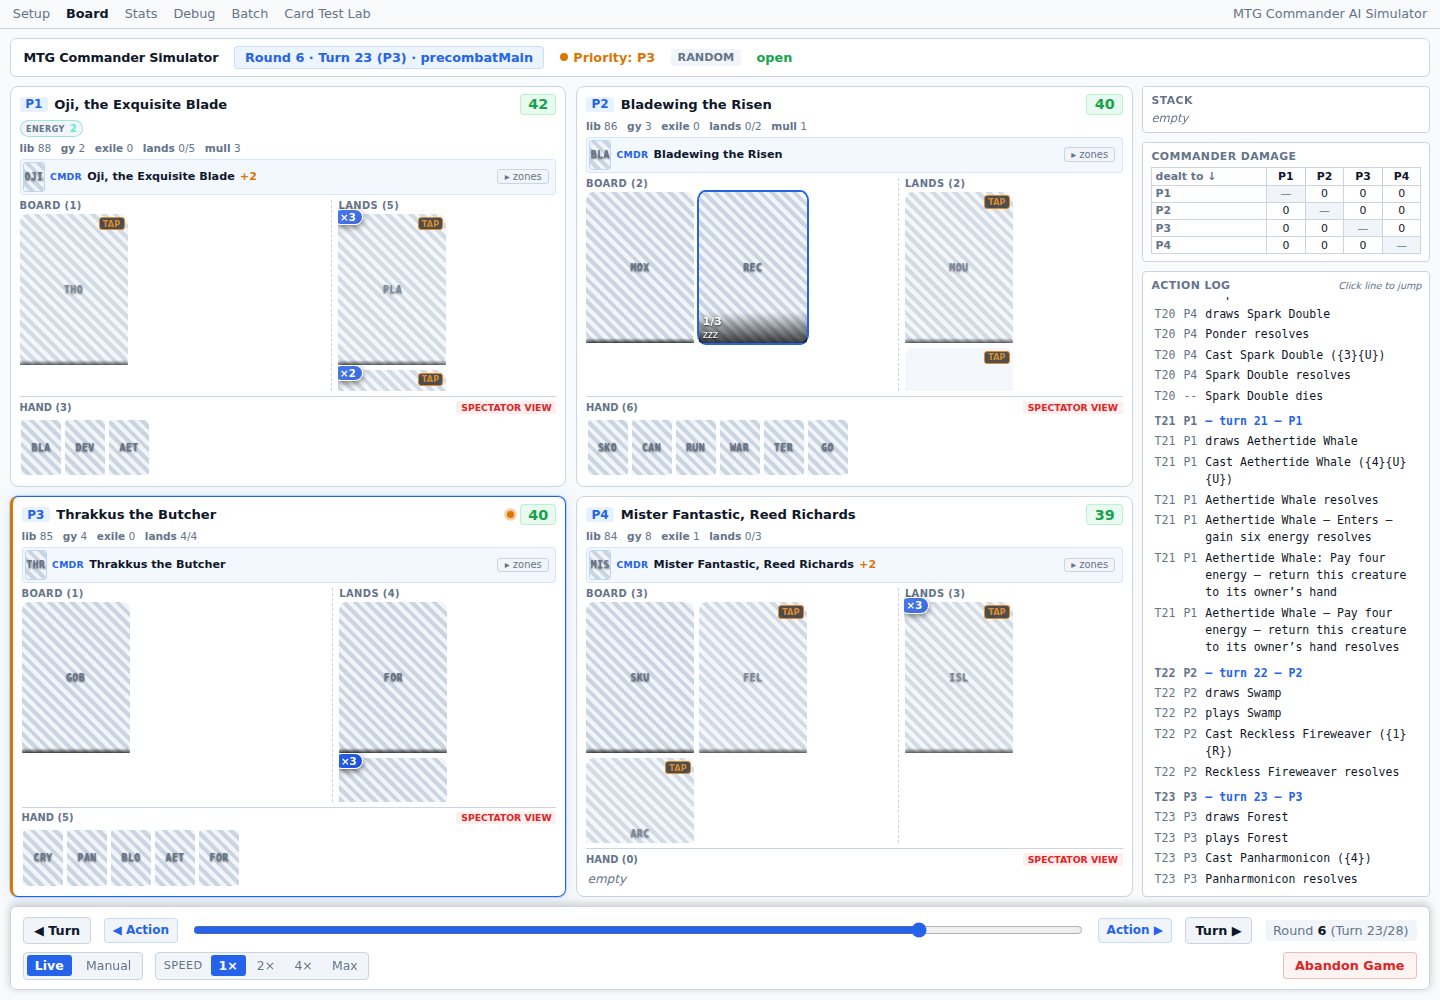 Setup Board Stats Debug Batch Card Test Lab MTG Commander AI Simulator
MTG Commander Simulator Round 6 · Turn 23 (P3) · precombatMain Priority: P3 RANDOM open
P1 Oji, the Exquisite Blade 42
ENERGY 2
lib 88 gy 2 exile 0 lands 0/5 mull 3
OJI CMDR Oji, the Exquisite Blade +2 ▸ zones
BOARD (1) LANDS (5)
TAP ×3 TAP
THO PLA
×2 TAP
HAND (3) SPECTATOR VIEW
BLA DEV AET
P2 Bladewing the Risen 40
lib 86 gy 3 exile 0 lands 0/2 mull 1
BLA CMDR Bladewing the Risen ▸ zones
BOARD (2) LANDS (2)
TAP
MOX REC MOU
1/3
zzz
TAP
HAND (6) SPECTATOR VIEW
SKO CAN RUN WAR TER GO
P3 Thrakkus the Butcher 40
lib 85 gy 4 exile 0 lands 4/4
THR CMDR Thrakkus the Butcher ▸ zones
BOARD (1) LANDS (4)
GOB FOR
×3
HAND (5) SPECTATOR VIEW
CRY PAN BLO AET FOR
P4 Mister Fantastic, Reed Richards 39
lib 84 gy 8 exile 1 lands 0/3
MIS CMDR Mister Fantastic, Reed Richards +2 ▸ zones
BOARD (3) LANDS (3)
TAP ×3 TAP
SKU FEL ISL
TAP
ARC
HAND (0) SPECTATOR VIEW
empty
STACK
empty
COMMANDER DAMAGE
dealt to ↓ P1 P2 P3 P4
P1 — 0 0 0
P2 0 — 0 0
P3 0 0 — 0
P4 0 0 0 —
ACTION LOG Click line to jump
T20 P4 draws Spark Double
T20 P4 Ponder resolves
T20 P4 Cast Spark Double ({3}{U})
T20 P4 Spark Double resolves
T20 -- Spark Double dies
T21 P1 — turn 21 — P1
T21 P1 draws Aethertide Whale
T21 P1 Cast Aethertide Whale ({4}{U}
{U})
T21 P1 Aethertide Whale resolves
T21 P1 Aethertide Whale — Enters —
gain six energy resolves
T21 P1 Aethertide Whale: Pay four
energy — return this creature
to its owner’s hand
T21 P1 Aethertide Whale — Pay four
energy — return this creature
to its owner’s hand resolves
T22 P2 — turn 22 — P2
T22 P2 draws Swamp
T22 P2 plays Swamp
T22 P2 Cast Reckless Fireweaver ({1}
{R})
T22 P2 Reckless Fireweaver resolves
T23 P3 — turn 23 — P3
T23 P3 draws Forest
T23 P3 plays Forest
T23 P3 Cast Panharmonicon ({4})
T23 P3 Panharmonicon resolves
◀ Turn ◀ Action Action ▶ Turn ▶ Round 6 (Turn 23/28)
Live Manual SPEED 1× 2× 4× Max Abandon Game